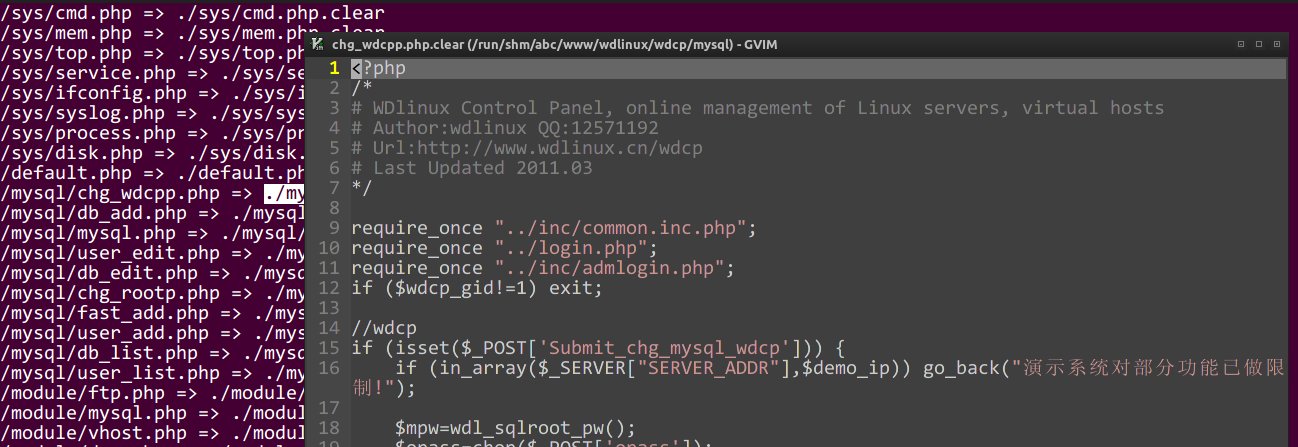 /sys/cmd.php => ./sys/cmd.php.clear
/sys/mem.php => ./sys/mem.php.clear
/sys/top.php => ./sys/top.ph
/sys/service.php => ./sys/se
/sys/ifconfig.php => ./sys/i
/sys/syslog.php => ./sys/sys
/sys/process.php => ./sys/pr
/sys/disk.php => ./sys/disk.
/default.php => ./default.ph
/mysql/chg_wdcpp.php => ./my
/mysql/db_add.php => ./mysql
/mysql/mysql.php => ./mysql/
/mysql/user_edit.php => ./my
/mysql/db_edit.php => ./mysq
/mysql/chg_rootp.php => ./my
/mysql/fast_add.php => ./mys
/mysql/user_add.php => ./mys
/mysql/db_list.php => ./mysq
/mysql/user_list.php => ./my
/module/ftp.php => ./module/
/module/mysql.php => ./modul
/module/vhost.php => ./modul
chg_wdcpp.php.clear (/run/shm/abc/www/wdlinux/wdcp/mysql) - GVIM
1 <?php
2 /*
3 # WDlinux Control Panel, online management of Linux servers, virtual hosts
4 # Author:wdlinux QQ:12571192
5 # Url:http://www.wdlinux.cn/wdcp
6 # Last Updated 2011.03
7 */
8
9 require_once "../inc/common.inc.php";
10 require_once "../login.php";
11 require_once "../inc/admlogin.php";
12 if ($wdcp_gid!=1) exit;
13
14 //wdcp
15 if (isset($_POST['Submit_chg_mysql_wdcp'])) {
16 if (in_array($_SERVER["SERVER_ADDR"],$demo_ip)) go_back("演示系统对部分功能已做限
制!");
17
18 $mpw=wdl_sqlroot_pw();
19 $opass=chop($_POST['opass']);